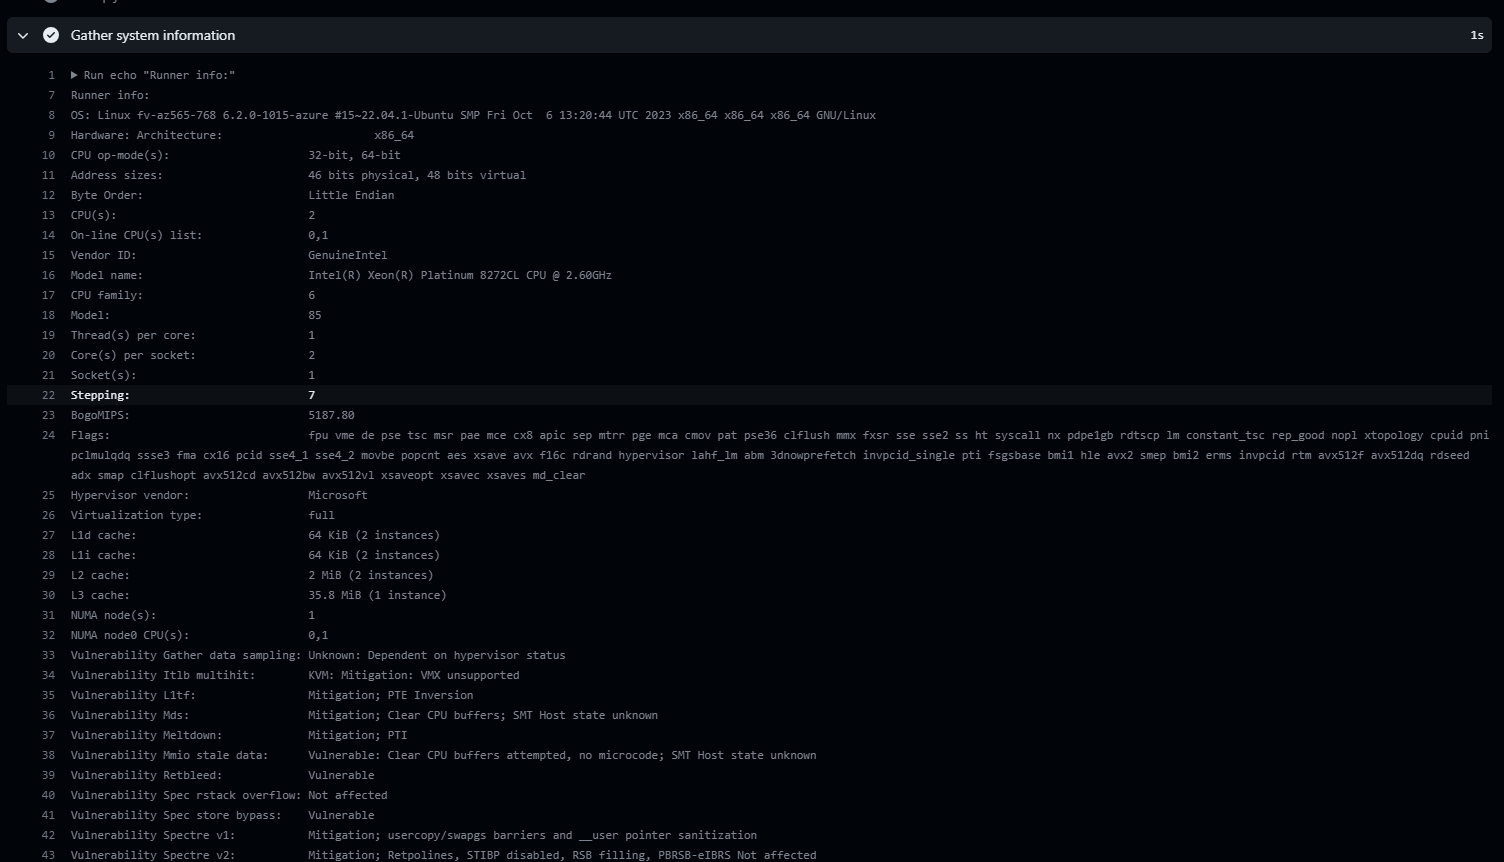 Gather system information 1s
1 Run echo "Runner info:"
7 Runner info:
8 OS: Linux fv-az565-768 6.2.0-1015-azure #15~22.04.1-Ubuntu SMP Fri Oct  6 13:20:44 UTC 2023 x86_64 x86_64 x86_64 GNU/Linux
9 Hardware: Architecture: x86_64
10 CPU op-mode(s): 32-bit, 64-bit
11 Address sizes: 46 bits physical, 48 bits virtual
12 Byte Order: Little Endian
13 CPU(s): 2
14 On-line CPU(s) list: 0,1
15 Vendor ID: GenuineIntel
16 Model name: Intel(R) Xeon(R) Platinum 8272CL CPU @ 2.60GHz
17 CPU family: 6
18 Model: 85
19 Thread(s) per core: 1
20 Core(s) per socket: 2
21 Socket(s): 1
22 Stepping: 7
23 BogoMIPS: 5187.80
24 Flags: fpu vme de pse tsc msr pae mce cx8 apic sep mtrr pge mca cmov pat pse36 clflush mmx fxsr sse sse2 ss ht syscall nx pdpe1gb rdtscp lm constant_tsc rep_good nopl xtopology cpuid pni
pclmulqdq ssse3 fma cx16 pcid sse4_1 sse4_2 movbe popcnt aes xsave avx f16c rdrand hypervisor lahf_lm abm 3dnowprefetch invpcid_single pti fsgsbase bmi1 hle avx2 smep bmi2 erms invpcid rtm avx512f avx512dq rdseed
adx smap clflushopt avx512cd avx512bw avx512vl xsaveopt xsavec xsaves md_clear
25 Hypervisor vendor: Microsoft
26 Virtualization type: full
27 L1d cache: 64 KiB (2 instances)
28 L1i cache: 64 KiB (2 instances)
29 L2 cache: 2 MiB (2 instances)
30 L3 cache: 35.8 MiB (1 instance)
31 NUMA node(s): 1
32 NUMA node0 CPU(s): 0,1
33 Vulnerability Gather data sampling: Unknown: Dependent on hypervisor status
34 Vulnerability Itlb multihit: KVM: Mitigation: VMX unsupported
35 Vulnerability L1tf: Mitigation; PTE Inversion
36 Vulnerability Mds: Mitigation; Clear CPU buffers; SMT Host state unknown
37 Vulnerability Meltdown: Mitigation; PTI
38 Vulnerability Mmio stale data: Vulnerable: Clear CPU buffers attempted, no microcode; SMT Host state unknown
39 Vulnerability Retbleed: Vulnerable
40 Vulnerability Spec rstack overflow: Not affected
41 Vulnerability Spec store bypass: Vulnerable
42 Vulnerability Spectre v1: Mitigation; usercopy/swapgs barriers and __user pointer sanitization
43 Vulnerability Spectre v2: Mitigation; Retpolines, STIBP disabled, RSB filling, PBRSB-eIBRS Not affected